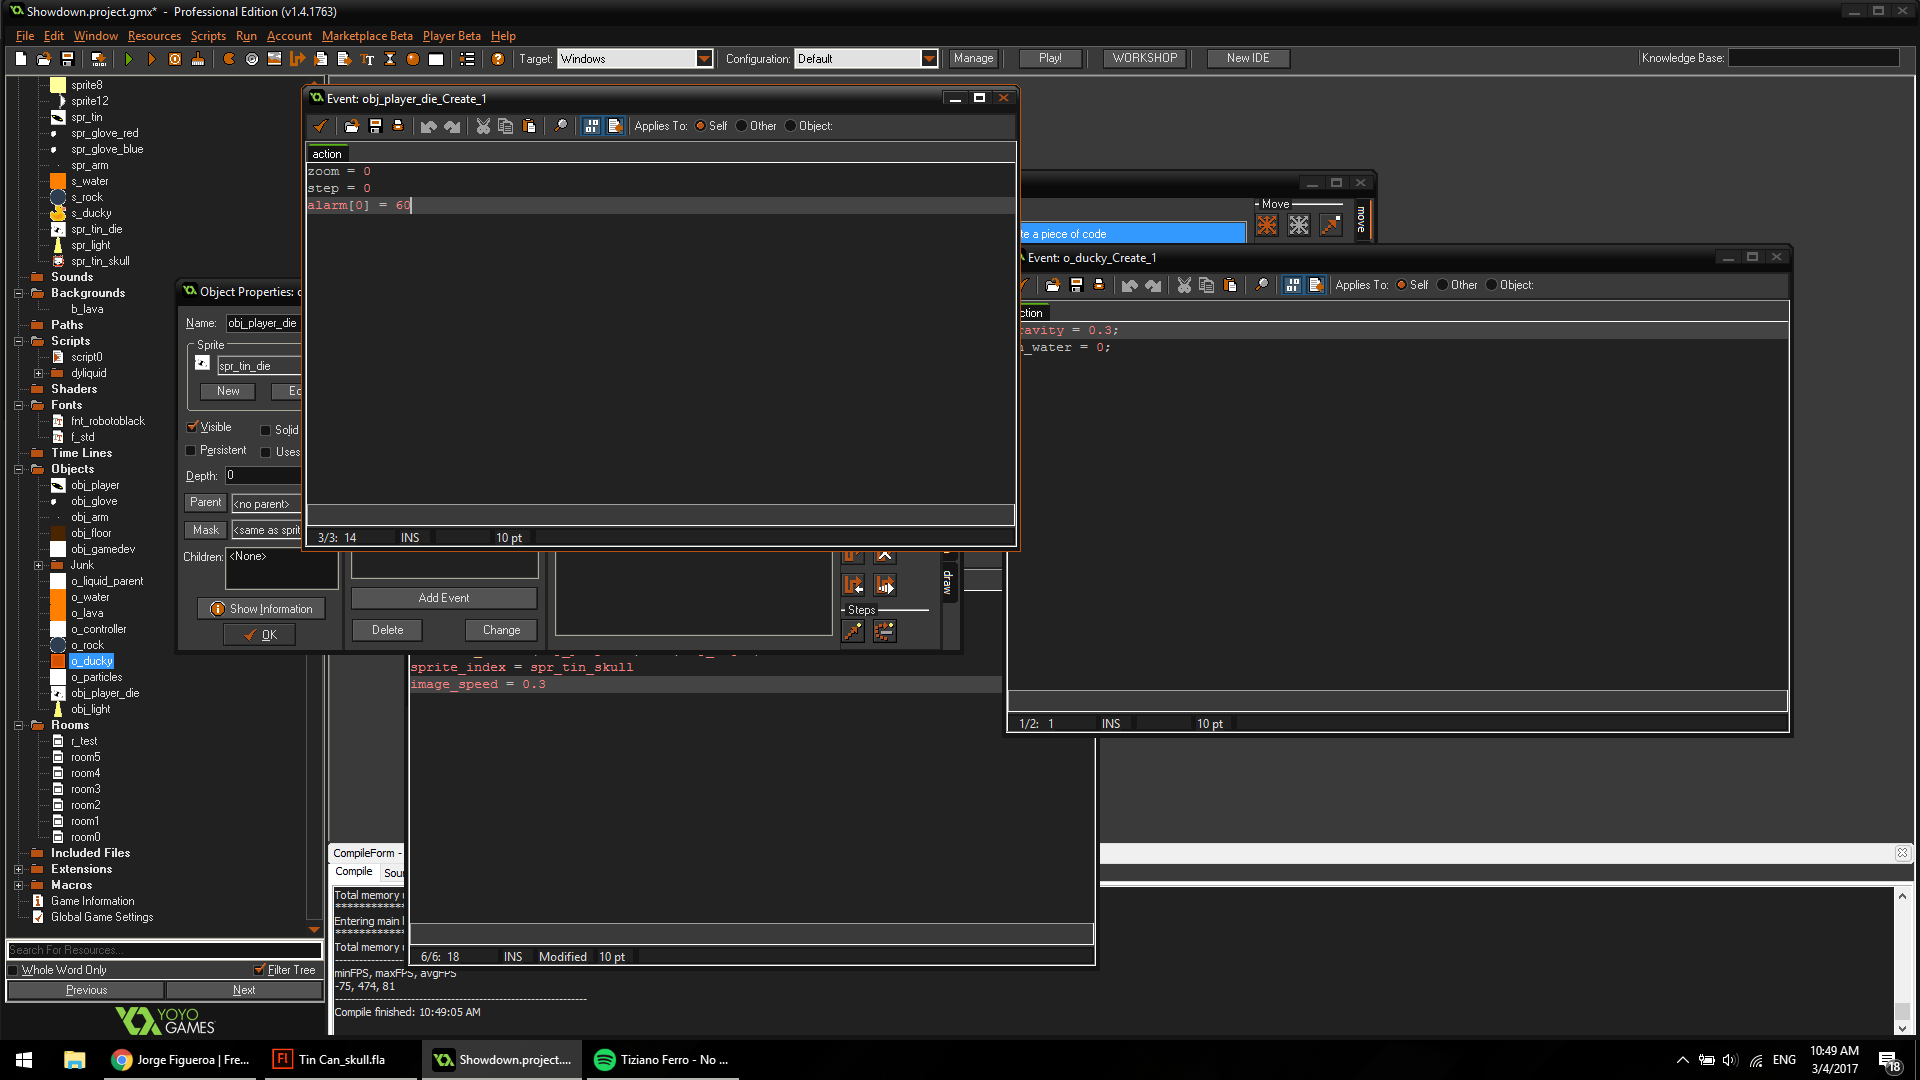 Showdown.project.gmx*  -  Professional Edition (v1.4.1763)
File Edit Window Resources Scripts Run Account Marketplace Beta Player Beta Help
Target: Windows Configuration: Default Manage Play! WORKSHOP New IDE Knowledge Base:
sprite8
sprite12
spr_tin
spr_glove_red
spr_glove_blue
spr_arm
s_water
s_rock
s_ducky
spr_tin_die
spr_light
spr_tin_skull
Sounds
Backgrounds
b_lava
Paths
Scripts
script0
dyliquid
Shaders
Fonts
fnt_robotoblack
f_std
Time Lines
Objects
obj_player
obj_glove
obj_arm
obj_floor
obj_gamedev
Junk
o_liquid_parent
o_water
o_lava
o_controller
o_rock
o_ducky
o_particles
obj_player_die
obj_light
Rooms
r_test
room5
room4
room3
room2
room1
room0
Included Files
Extensions
Macros
Game Information
Global Game Settings
Search For Resources...
Whole Word Only Filter Tree
Previous Next
YOYO
GAMES
Event: obj_player_die_Create_1
Applies To: Self Other Object:
action
zoom = 0
step = 0
alarm[0] = 60
3/3: 14 INS 10 pt
Object Properties:
Name: obj_player_die
Sprite
spr_tin_die
New
Visible Solid
Persistent Uses
Depth: 0
Parent <no parent>
Mask <same as sprit
Children: <None>
Show Information
OK
Add Event
Delete Change
draw
Steps
Move
move
te a piece of code
Event: o_ducky_Create_1
Applies To: Self Other Object:
ction
ravity = 0.3;
_water = 0;
1/2: 1 INS 10 pt
sprite_index = spr_tin_skull
image_speed = 0.3
6/6: 18 INS Modified 10 pt
CompileForm -
Compile Sour
Total memory
Entering main
Total memory
minFPS, maxFPS, avgFPS
-75, 474, 81
Compile finished: 10:49:05 AM
Jorge Figueroa | Fre...
Tin Can_skull.fla
Showdown.project....
Tiziano Ferro - No ...
ENG
10:49 AM
3/4/2017
18